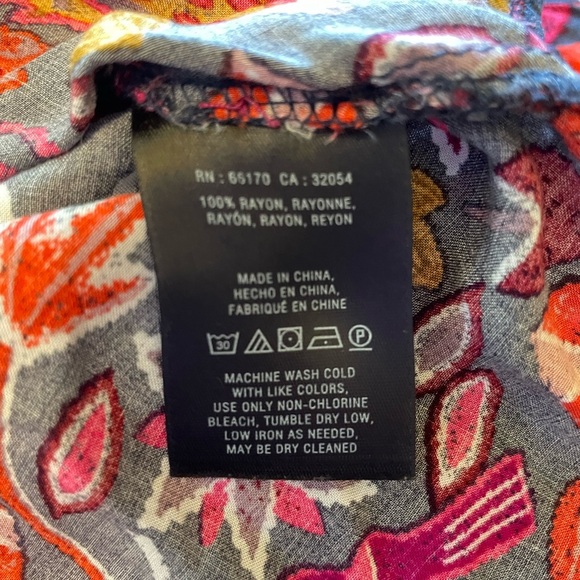 RN : 66170 CA : 32054
100% RAYON, RAYONNE,
RAYÓN, RAYON, REYON
MADE IN CHINA,
HECHO EN CHINA,
FABRIQUÉ EN CHINE
30 P
MACHINE WASH COLD
WITH LIKE COLORS,
USE ONLY NON-CHLORINE
BLEACH, TUMBLE DRY LOW,
LOW IRON AS NEEDED,
MAY BE DRY CLEANED